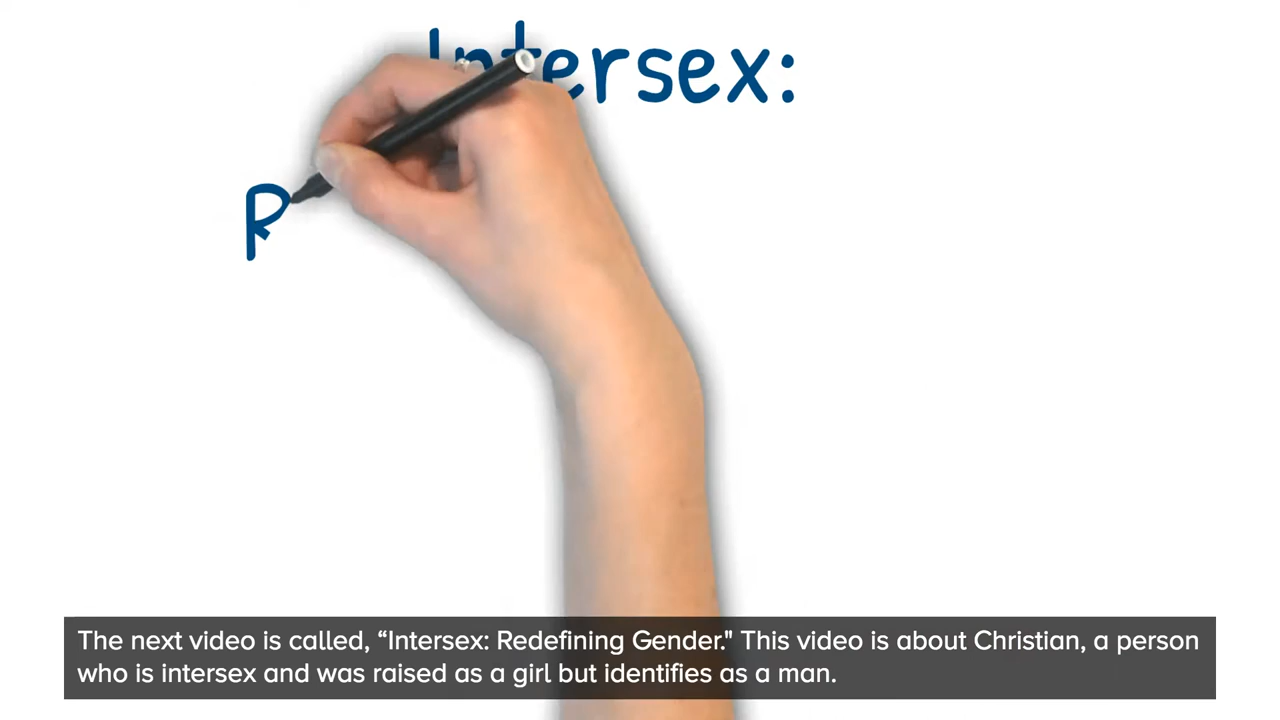 Intersex:
R
The next video is called, “Intersex: Redefining Gender." This video is about Christian, a person
who is intersex and was raised as a girl but identifies as a man.